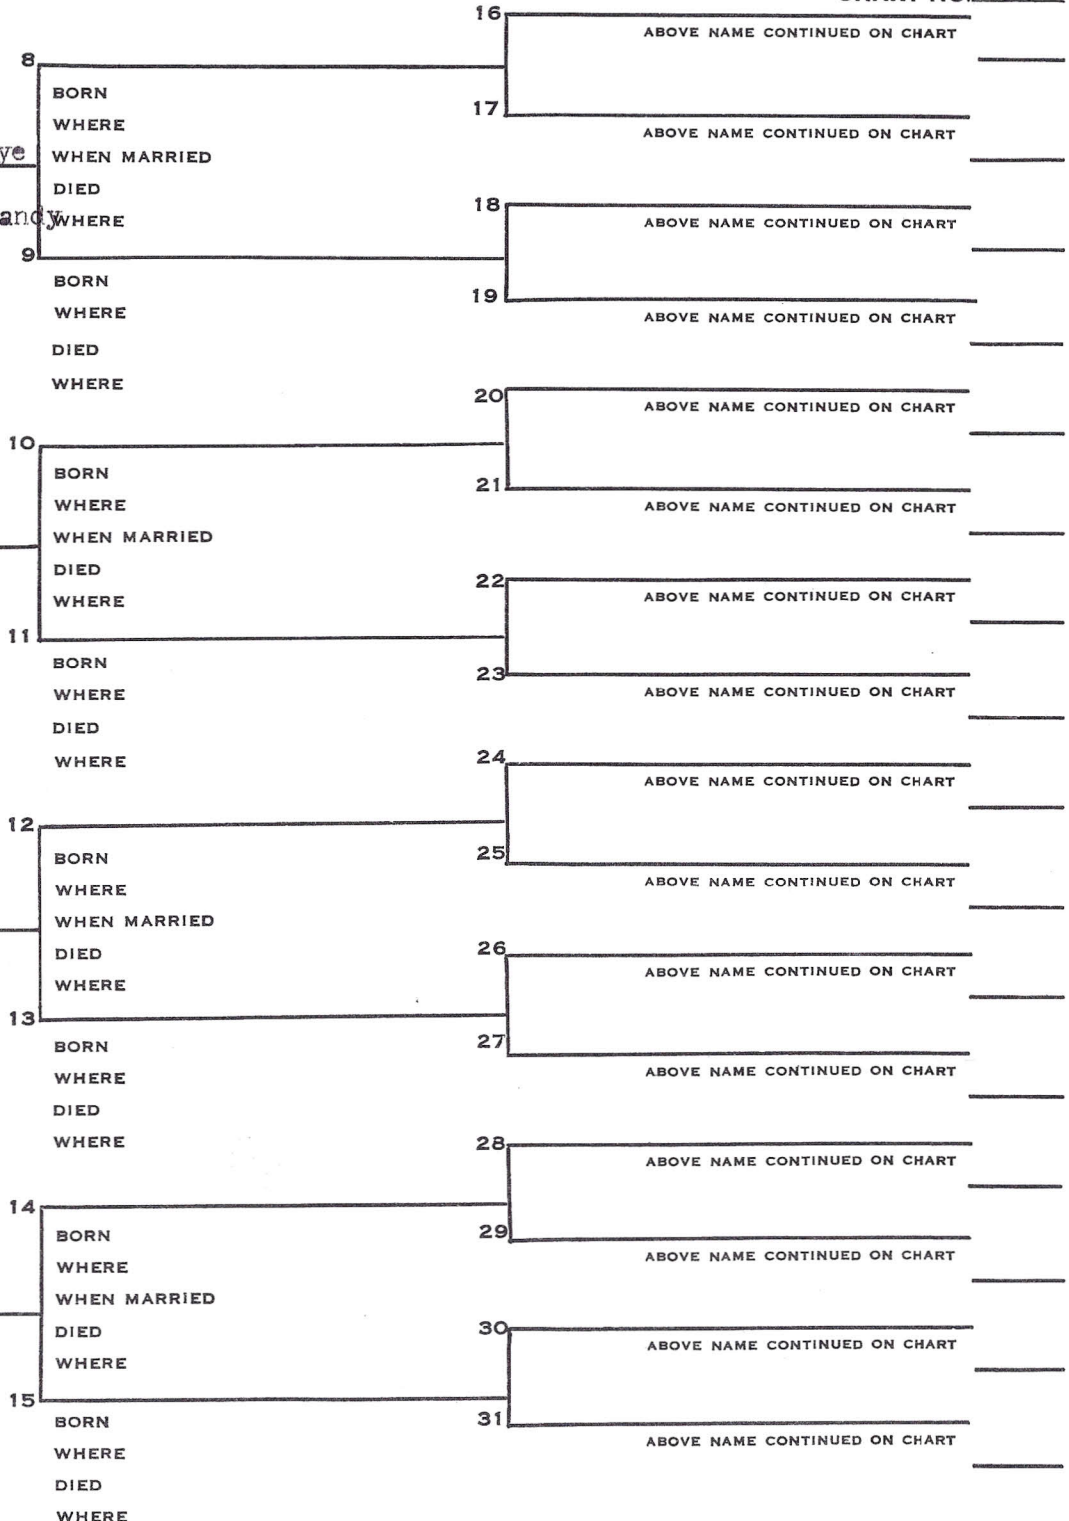 16
ABOVE NAME CONTINUED ON CHART
8
BORN
17
WHERE
ABOVE NAME CONTINUED ON CHART
ye
WHEN MARRIED
DIED
18
andy
WHERE
ABOVE NAME CONTINUED ON CHART
9
BORN
19
WHERE
ABOVE NAME CONTINUED ON CHART
DIED
WHERE
20
ABOVE NAME CONTINUED ON CHART
10
BORN
21
WHERE
ABOVE NAME CONTINUED ON CHART
WHEN MARRIED
DIED
22
WHERE
ABOVE NAME CONTINUED ON CHART
11
BORN
23
WHERE
ABOVE NAME CONTINUED ON CHART
DIED
WHERE
24
ABOVE NAME CONTINUED ON CHART
12
BORN
25
WHERE
ABOVE NAME CONTINUED ON CHART
WHEN MARRIED
DIED
26
WHERE
ABOVE NAME CONTINUED ON CHART
13
BORN
27
WHERE
ABOVE NAME CONTINUED ON CHART
DIED
WHERE
28
ABOVE NAME CONTINUED ON CHART
14
BORN
29
WHERE
ABOVE NAME CONTINUED ON CHART
WHEN MARRIED
DIED
30
WHERE
ABOVE NAME CONTINUED ON CHART
15
BORN
31
WHERE
ABOVE NAME CONTINUED ON CHART
DIED
WHERE